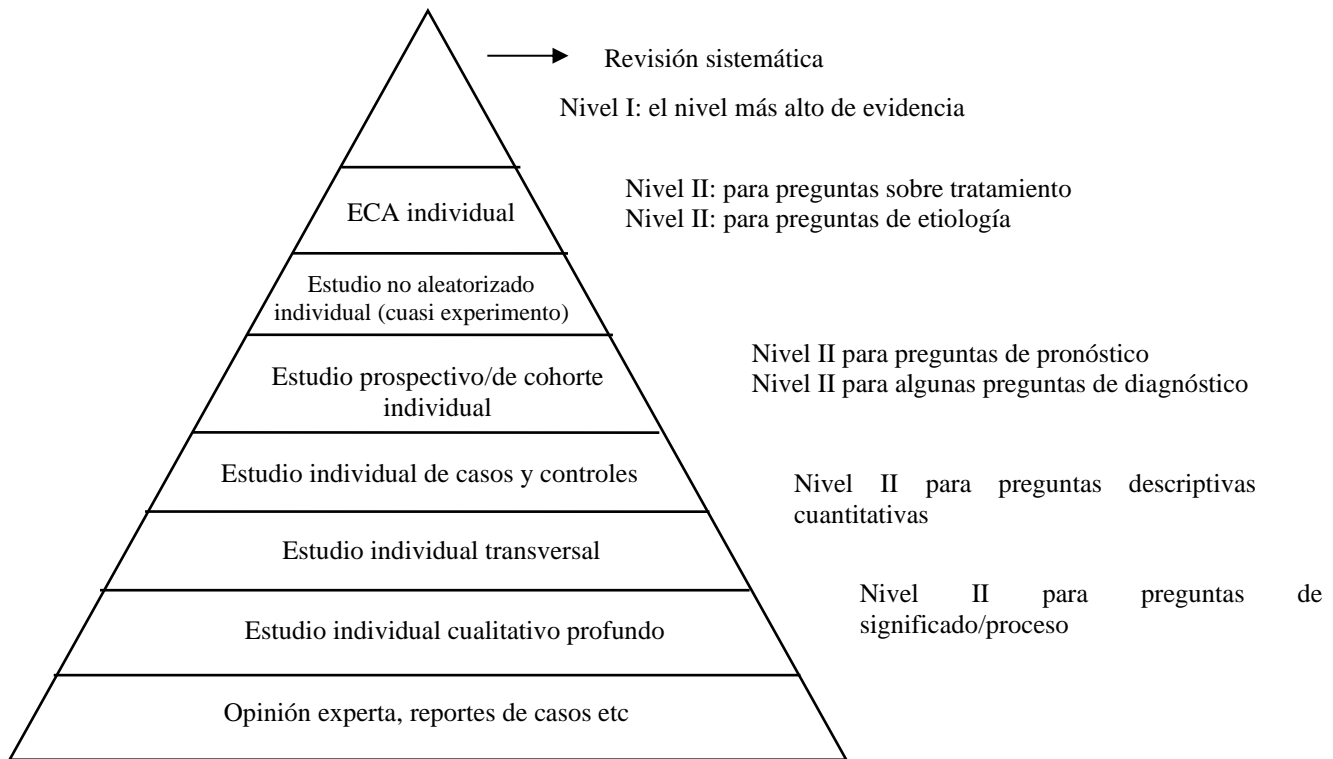 Revisión sistemática
Nivel I: el nivel más alto de evidencia
ECA individual
Nivel II: para preguntas sobre tratamiento
Nivel II: para preguntas de etiología
Estudio no aleatorizado
individual (cuasi experimento)
Estudio prospectivo/de cohorte
individual
Nivel II para preguntas de pronóstico
Nivel II para algunas preguntas de diagnóstico
Estudio individual de casos y controles
Nivel II para preguntas descriptivas
cuantitativas
Estudio individual transversal
Estudio individual cualitativo profundo
Nivel II para preguntas de
significado/proceso
Opinión experta, reportes de casos etc